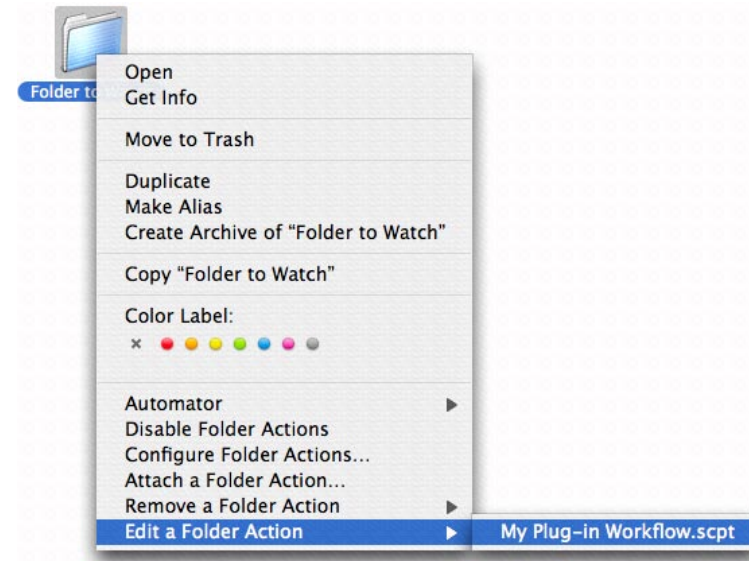 Folder to
Open
Get Info
Move to Trash
Duplicate
Make Alias
Create Archive of “Folder to Watch”
Copy “Folder to Watch”
Color Label:
×
Automator
Disable Folder Actions
Configure Folder Actions...
Attach a Folder Action...
Remove a Folder Action
Edit a Folder Action
My Plug-in Workflow.scpt